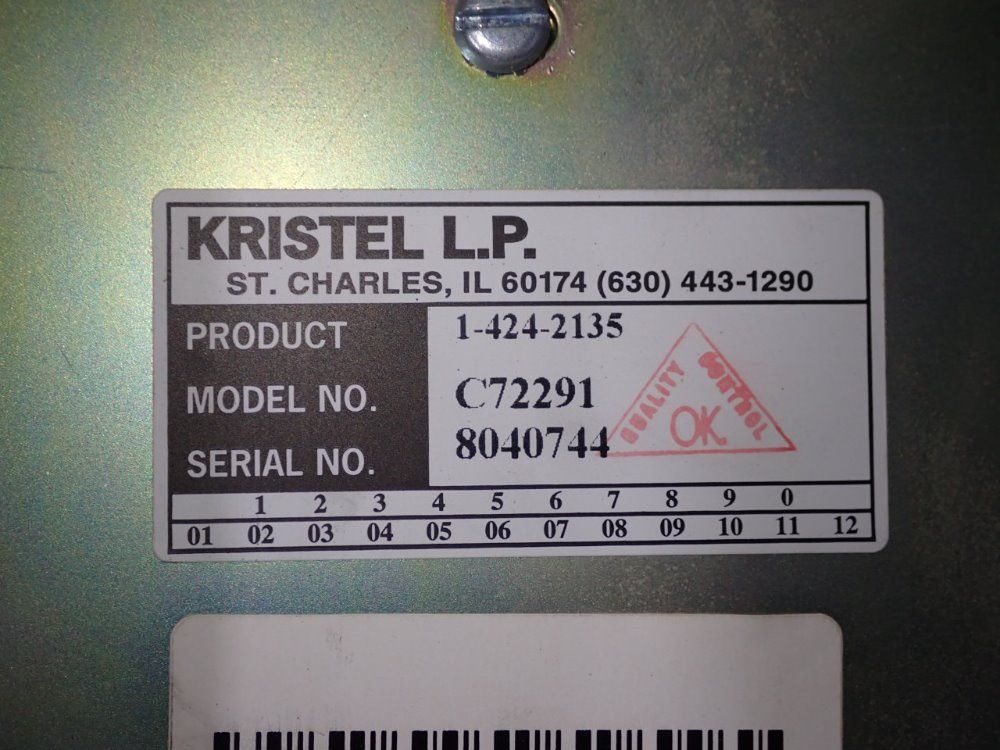 KRISTEL L.P.
ST. CHARLES, IL 60174 (630) 443-1290
PRODUCT 1-424-2135
MODEL NO. C72291
SERIAL NO. 8040744
QUALITY CONTROL
OK
1 2 3 4 5 6 7 8 9 0
01 02 03 04 05 06 07 08 09 10 11 12